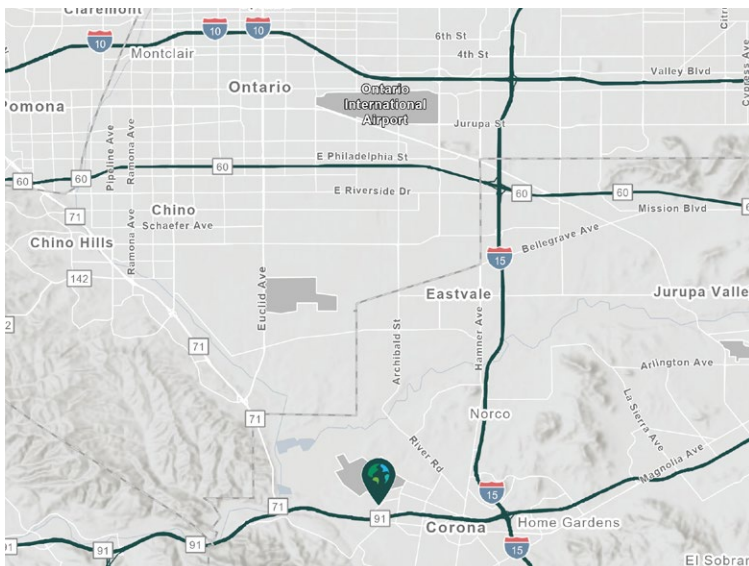 Claremont
10
10
10
Montclair
6th St
4th St
Valley Blvd
Ontario
Ontario
International
Airport
Pomona
Cypress Ave
Jurupa St
Pipeline Ave
Ramona Ave
60
E Philadelphia St
60
60
60
60
E Riverside Dr
Mission Blvd
71
Chino
Schaefer Ave
Chino Hills
Ramona Ave
Bellegrave Ave
15
142
Euclid Ave
Eastvale
Jurupa Valle
2
71
Archibald St
Hamner Ave
Arlington Ave
La Sierra Ave
71
Norco
River Rd
Magnolia Ave
71
15
91
Corona
Home Gardens
91
91
91
15
El Sobran